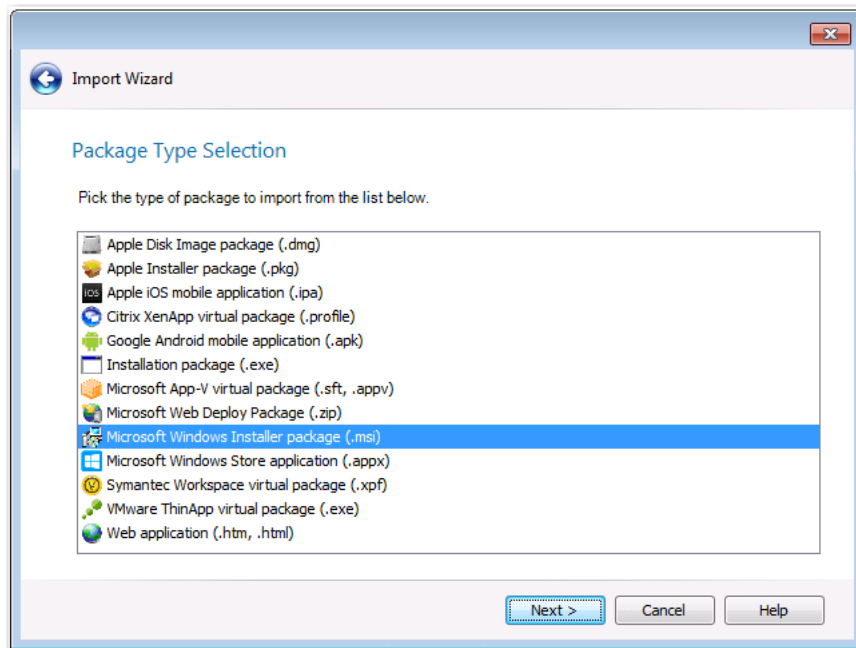 Import Wizard
Package Type Selection
Pick the type of package to import from the list below.
Apple Disk Image package (.dmg)
Apple Installer package (.pkg)
iOS Apple iOS mobile application (.ipa)
Citrix XenApp virtual package (.profile)
Google Android mobile application (.apk)
Installation package (.exe)
Microsoft App-V virtual package (.sft, .appv)
Microsoft Web Deploy Package (.zip)
Microsoft Windows Installer package (.msi)
Microsoft Windows Store application (.appx)
Symantec Workspace virtual package (.xpf)
VMware ThinApp virtual package (.exe)
Web application (.htm, .html)
Next > Cancel Help